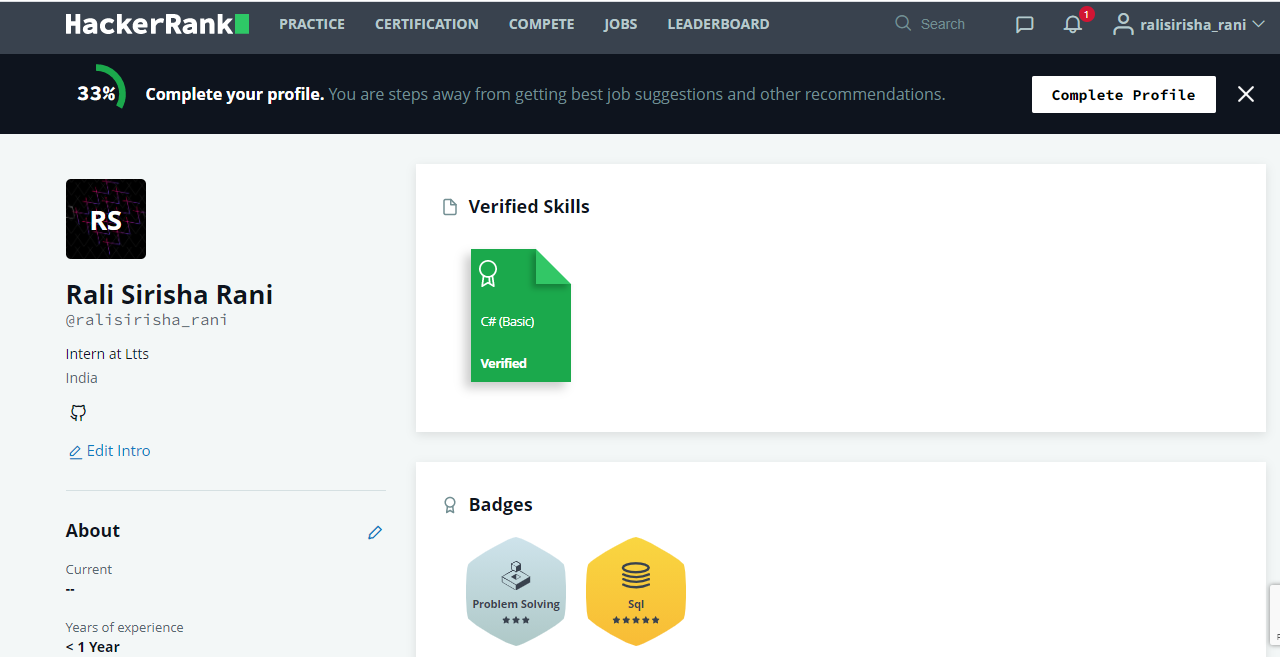 HackerRank PRACTICE CERTIFICATION COMPETE JOBS LEADERBOARD Search 1 ralisirisha_rani
33% Complete your profile. You are steps away from getting best job suggestions and other recommendations. Complete Profile
RS
Rali Sirisha Rani
@ralisirisha_rani
Intern at Ltts
India
Edit Intro
About
Current
--
Years of experience
< 1 Year
Verified Skills
C# (Basic)
Verified
Badges
Problem Solving
Sql